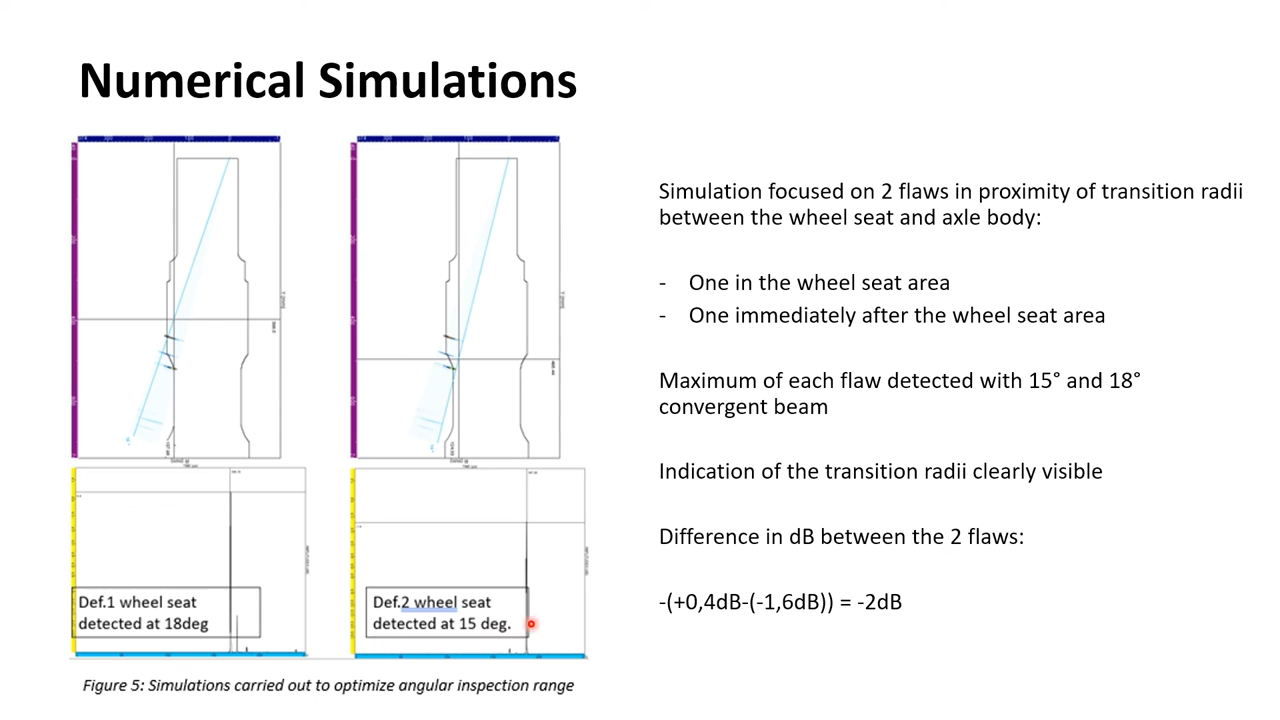 Numerical Simulations
Simulation focused on 2 flaws in proximity of transition radii
between the wheel seat and axle body:
- One in the wheel seat area
- One immediately after the wheel seat area
Maximum of each flaw detected with 15° and 18°
convergent beam
Indication of the transition radii clearly visible
Difference in dB between the 2 flaws:
-(+0,4dB-(-1,6dB)) = -2dB
Def.1 wheel seat
detected at 18deg
Def.2 wheel seat
detected at 15 deg.
Figure 5: Simulations carried out to optimize angular inspection range